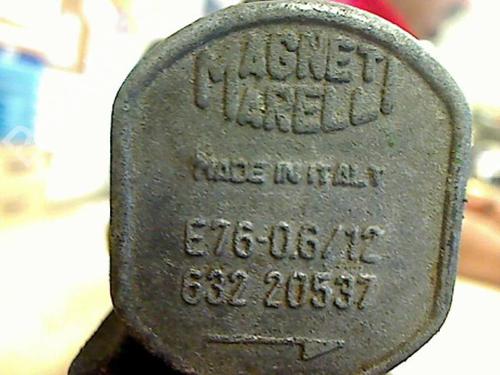 MAGNETI
MARELLI
MADE IN ITALY
E76-0.6/12
632 20537